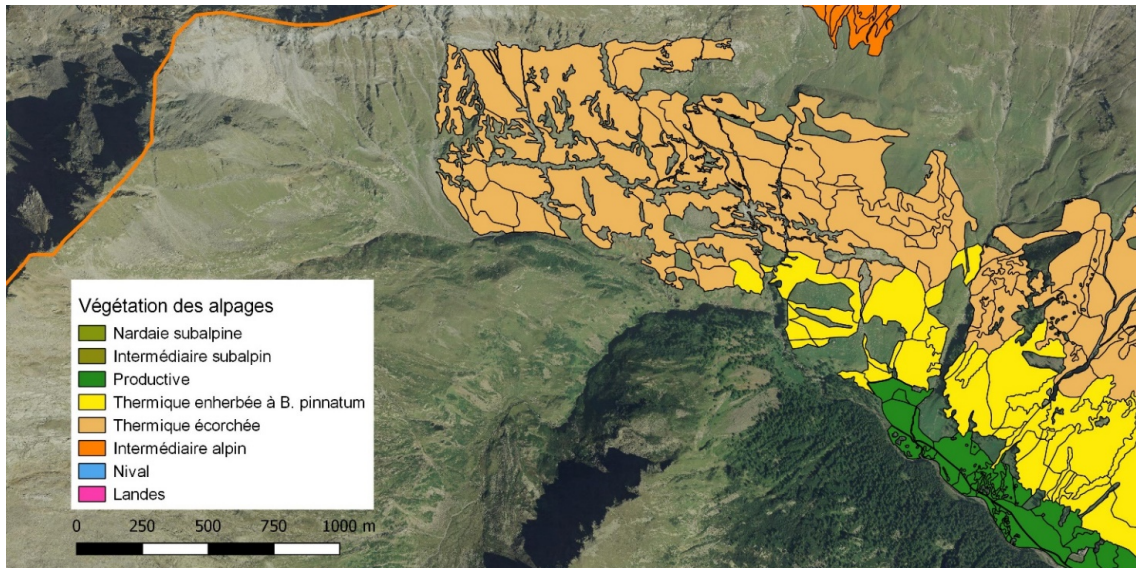 Végétation des alpages
Nardaie subalpine
Intermédiaire subalpin
Productive
Thermique enherbée à B. pinnatum
Thermique écorchée
Intermédiaire alpin
Nival
Landes
0 250 500 750 1000 m